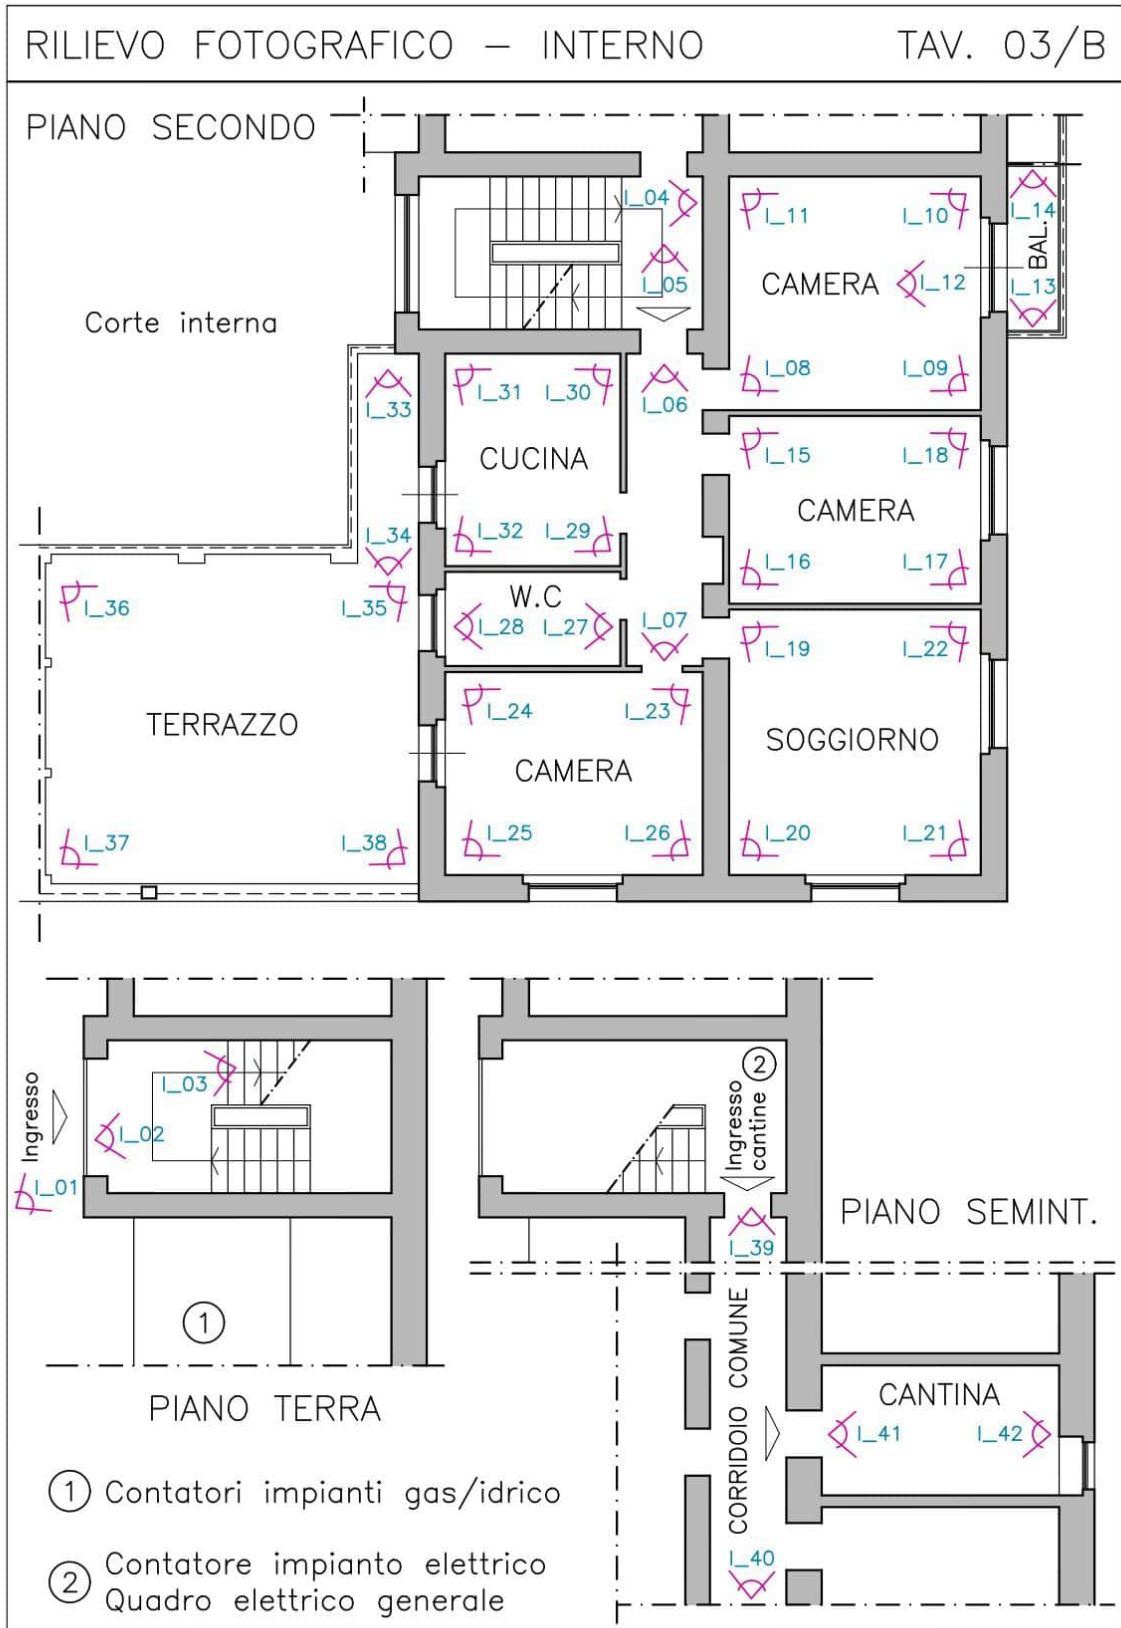 RILIEVO FOTOGRAFICO – INTERNO TAV. 03/B
PIANO SECONDO
I_04
I_11
I_10
I_14
BAL.
I_05
CAMERA
I_12
I_13
Corte interna
I_08
I_09
I_33
I_31
I_30
I_06
CUCINA
I_15
I_18
CAMERA
I_34
I_32
I_29
I_16
I_17
I_36
I_35
W.C
I_28
I_27
I_07
I_19
I_22
TERRAZZO
I_24
I_23
SOGGIORNO
CAMERA
I_37
I_38
I_25
I_26
I_20
I_21
Ingresso
I_03
I_02
I_01
2
Ingresso
cantine
I_39
PIANO SEMINT.
1
PIANO TERRA
CORRIDOIO COMUNE
CANTINA
I_41
I_42
I_40
1 Contatori impianti gas/idrico
2 Contatore impianto elettrico
Quadro elettrico generale